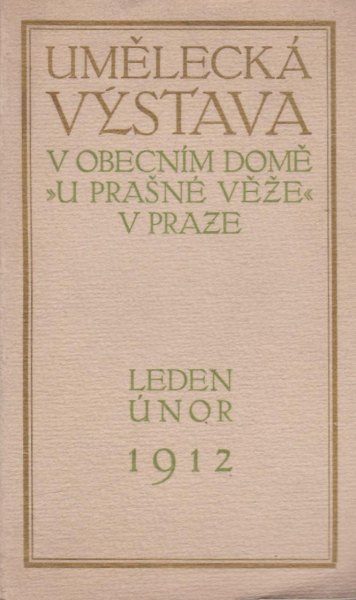 UMĚLECKÁ
VÝSTAVA
V OBECNÍM DOMĚ
»U PRAŠNÉ VĚŽE«
V PRAZE
LEDEN
ÚNOR
1912